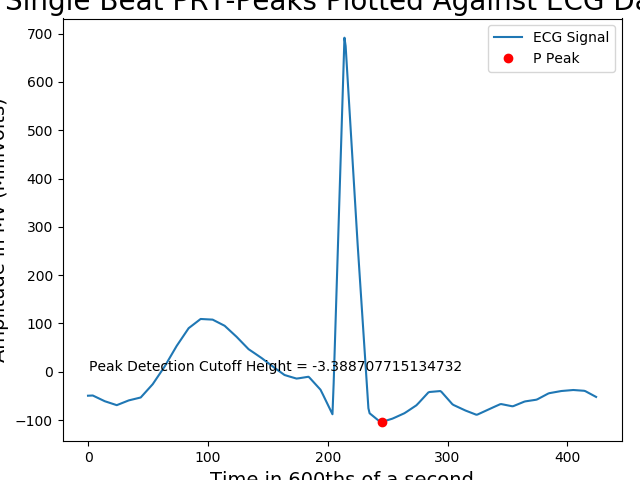 Single Beat PRT-Peaks Plotted Against ECG Da
ECG Signal
P Peak
Amplitude in MV (Millivolts)
700
600
500
400
300
200
100
0
−100
Peak Detection Cutoff Height = -3.388707715134732
0
100
200
300
400
Time in 600ths of a second